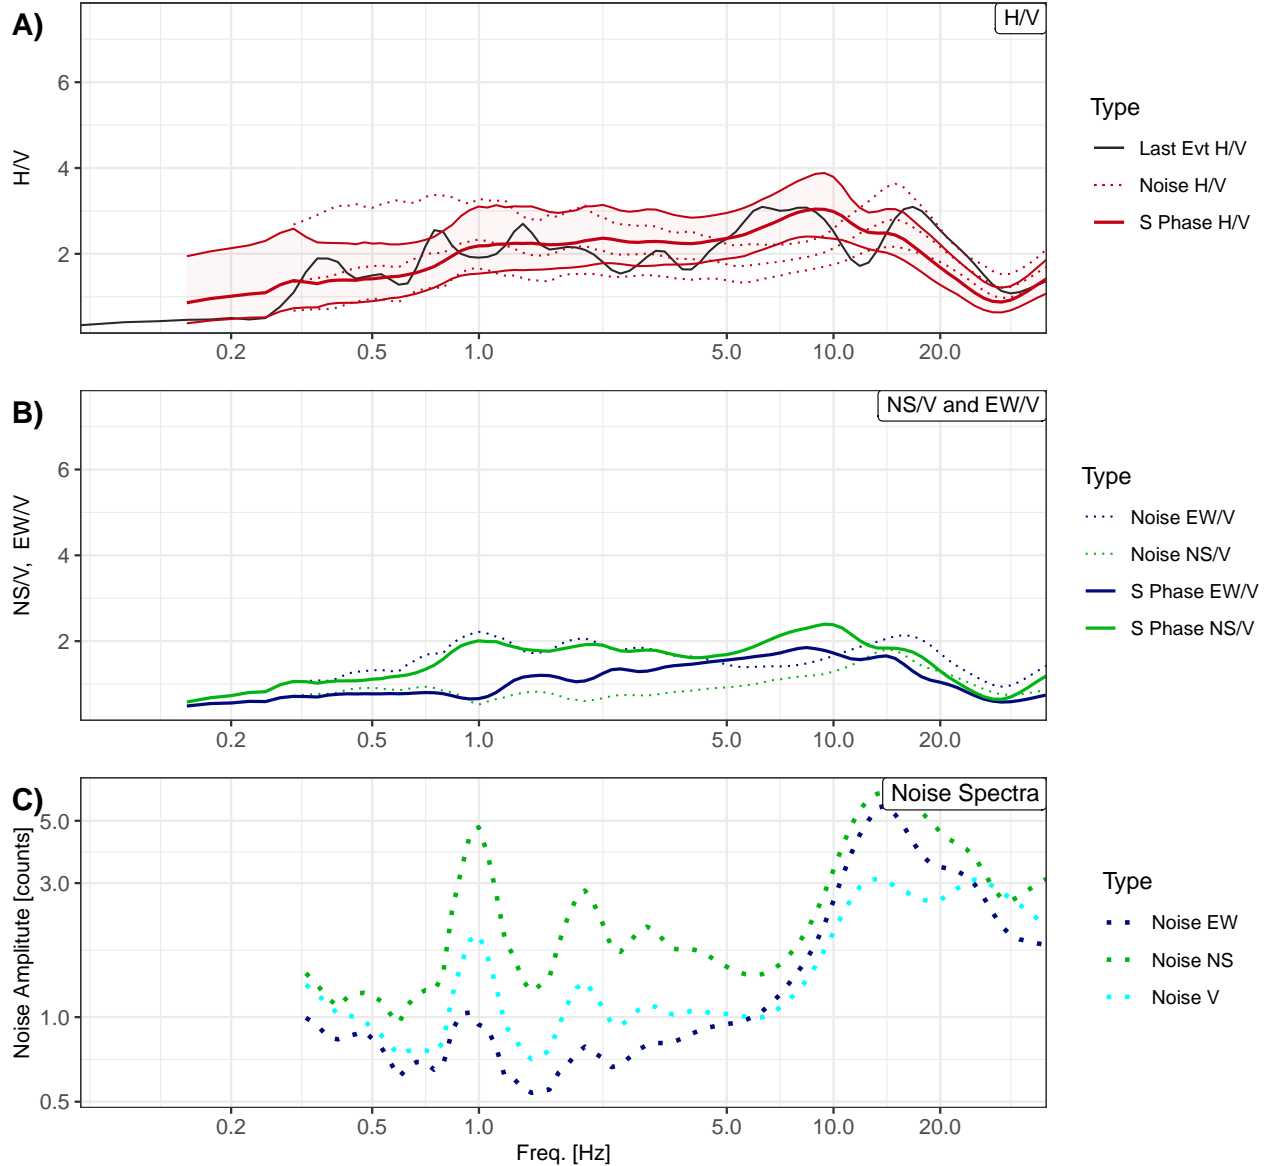 A)
H/V
H/V
6
4
2
0.2 0.5 1.0 5.0 10.0 20.0
Type
Last Evt H/V
Noise H/V
S Phase H/V
B)
NS/V and EW/V
NS/V, EW/V
6
4
2
0.2 0.5 1.0 5.0 10.0 20.0
Type
Noise EW/V
Noise NS/V
S Phase EW/V
S Phase NS/V
C)
Noise Spectra
Noise Amplitude [counts]
5.0
3.0
1.0
0.5
0.2 0.5 1.0 5.0 10.0 20.0
Freq. [Hz]
Type
Noise EW
Noise NS
Noise V